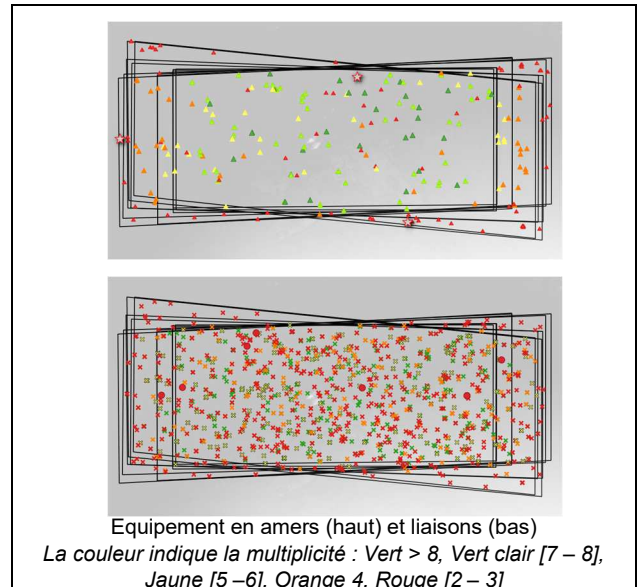 Equipement en amers (haut) et liaisons (bas)
La couleur indique la multiplicité : Vert > 8, Vert clair [7 – 8],
Jaune [5 –6], Orange 4, Rouge [2 – 3]